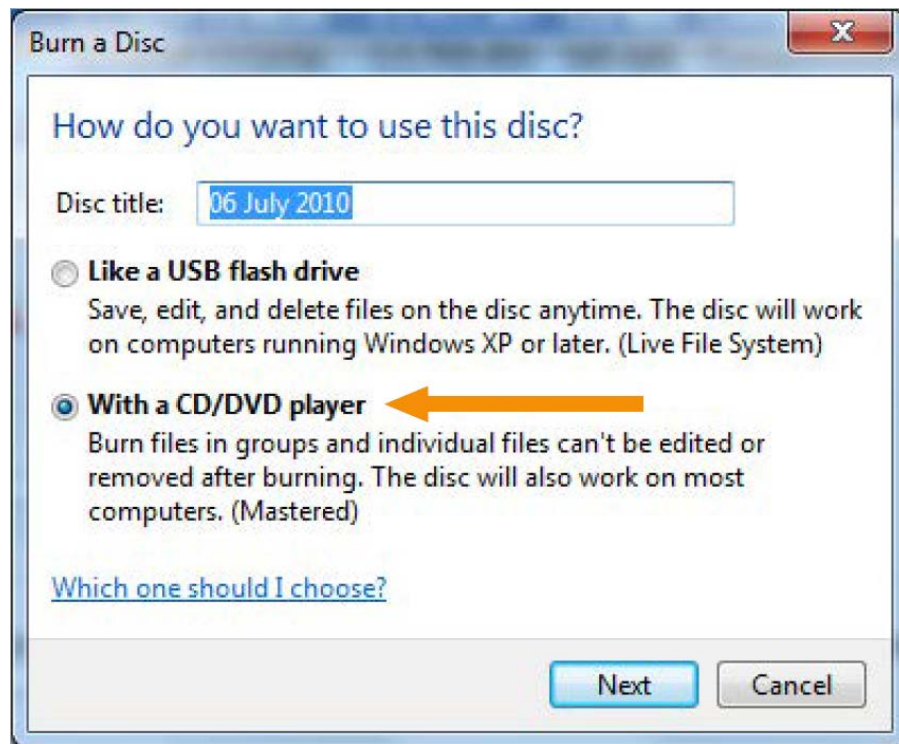 Burn a Disc
How do you want to use this disc?
Disc title: 06 July 2010
Like a USB flash drive
Save, edit, and delete files on the disc anytime. The disc will work
on computers running Windows XP or later. (Live File System)
With a CD/DVD player
Burn files in groups and individual files can't be edited or
removed after burning. The disc will also work on most
computers. (Mastered)
Which one should I choose?
Next Cancel